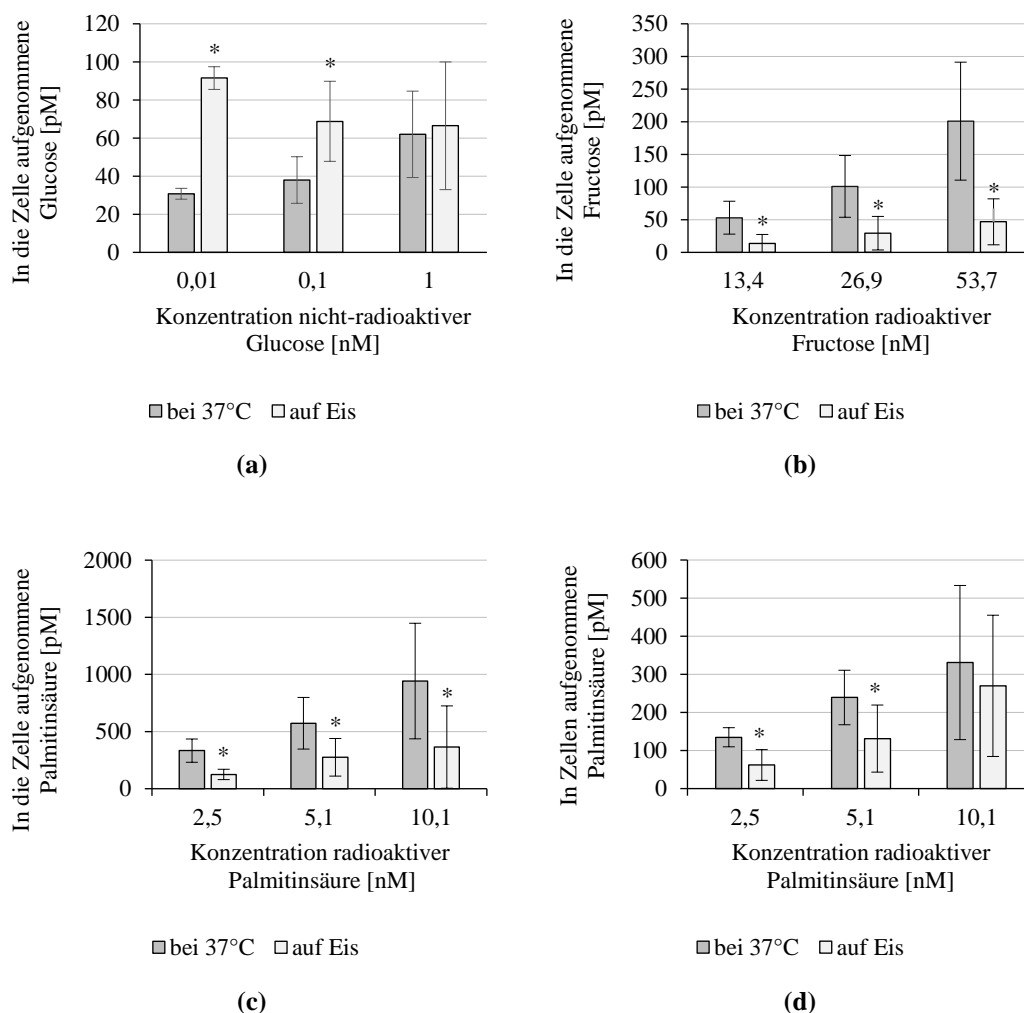 In die Zelle aufgenommene
Glucose [pM]
120
100
80
60
40
20
0
*
*
0,01 0,1 1
Konzentration nicht-radioaktiver
Glucose [nM]
bei 37°C auf Eis
(a)
In die Zelle aufgenommene
Fructose [pM]
350
300
250
200
150
100
50
0
*
*
*
13,4 26,9 53,7
Konzentration radioaktiver
Fructose [nM]
bei 37°C auf Eis
(b)
In die Zelle aufgenommene
Palmitinsäure [pM]
2000
1500
1000
500
0
*
*
*
2,5 5,1 10,1
Konzentration radioaktiver
Palmitinsäure [nM]
bei 37°C auf Eis
(c)
In Zellen aufgenommene
Palmitinsäure [pM]
600
500
400
300
200
100
0
*
*
2,5 5,1 10,1
Konzentration radioaktiver
Palmitinsäure [nM]
bei 37°C auf Eis
(d)